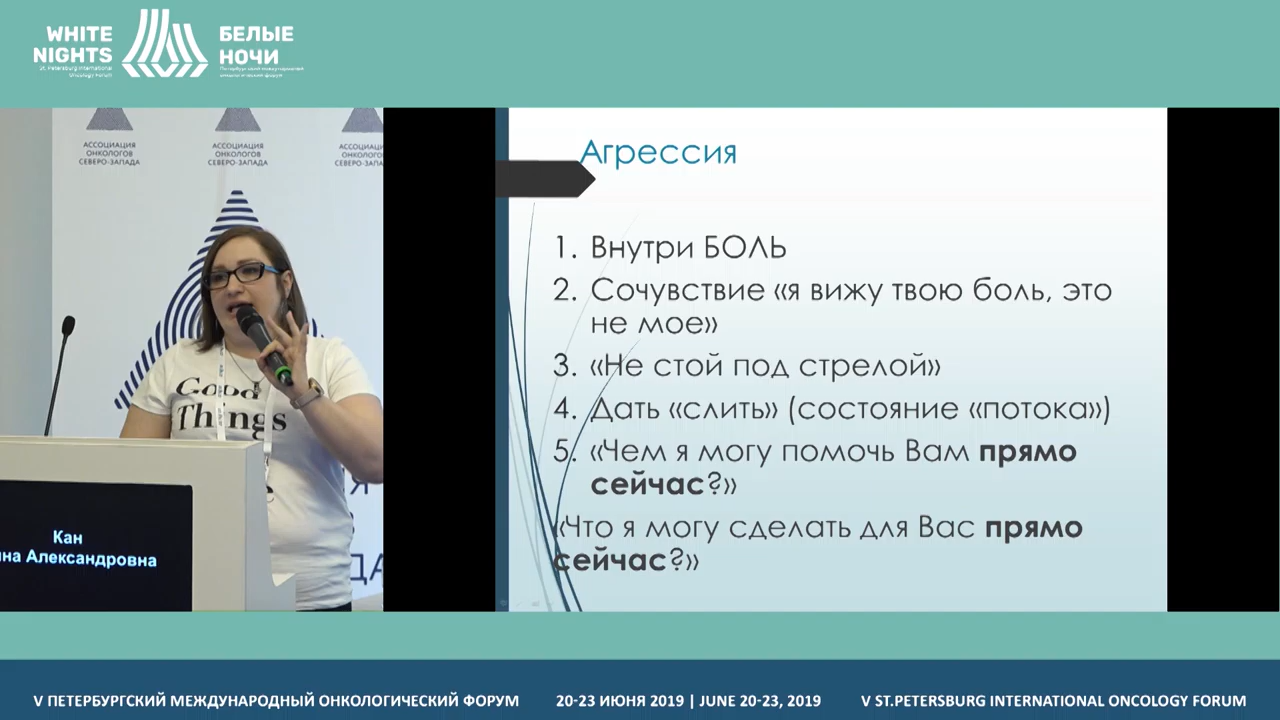 WHITE
NIGHTS
St. Petersburg International
Oncology Forum
БЕЛЫЕ
НОЧИ
Петербургский международный
онкологический форум
АССОЦИАЦИЯ
ОНКОЛОГОВ
СЕВЕРО-ЗАПАДА
АССОЦИАЦИЯ
ОНКОЛОГОВ
СЕВЕРО-ЗАПАДА
АССОЦИАЦИЯ
ОНКОЛОГОВ
СЕВЕРО-ЗАПА
Good
Things
Кан
на Александровна
Агрессия
1. Внутри БОЛЬ
2. Сочувствие «я вижу твою боль, это
не мое»
3. «Не стой под стрелой»
4. Дать «слить» (состояние «потока»)
5. «Чем я могу помочь Вам прямо
сейчас?»
«Что я могу сделать для Вас прямо
сейчас?»
V ПЕТЕРБУРГСКИЙ МЕЖДУНАРОДНЫЙ ОНКОЛОГИЧЕСКИЙ ФОРУМ
20-23 ИЮНЯ 2019 | JUNE 20-23, 2019
V ST.PETERSBURG INTERNATIONAL ONCOLOGY FORUM